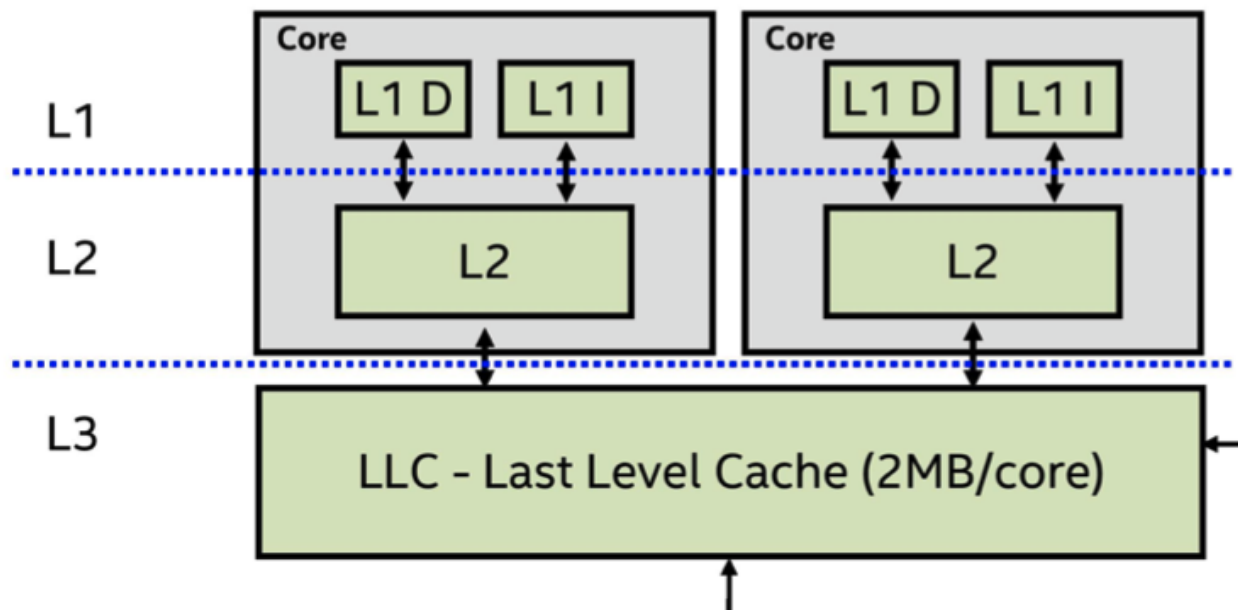 Core
Core
L1
L1 D
L1 I
L1 D
L1 I
L2
L2
L2
L3
LLC - Last Level Cache (2MB/core)